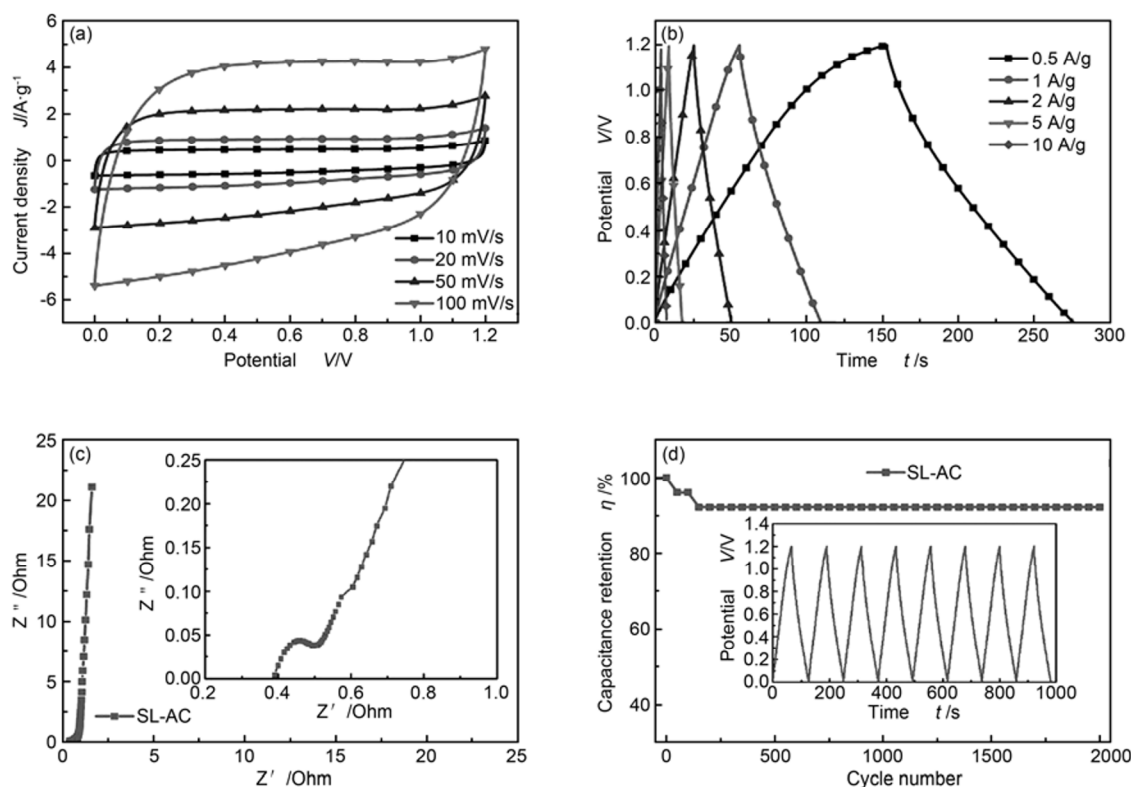 (a)
Current density J/A·g⁻¹
6
4
2
0
-2
-4
-6
10 mV/s
20 mV/s
50 mV/s
100 mV/s
0.0 0.2 0.4 0.6 0.8 1.0 1.2
Potential V/V
(b)
Potential V/V
1.2
1.0
0.8
0.6
0.4
0.2
0.0
0.5 A/g
1 A/g
2 A/g
5 A/g
10 A/g
0 50 100 150 200 250 300
Time t/s
(c)
Z" /Ohm
25
20
15
10
5
0
SL-AC
0 5 10 15 20 25
Z′ /Ohm
Z" /Ohm
0.25
0.20
0.15
0.10
0.05
0.00
0.2 0.4 0.6 0.8 1.0
Z′ /Ohm
(d)
Capacitance retention η /%
100
80
60
40
SL-AC
0 500 1000 1500 2000
Cycle number
Potential V/V
1.4
1.2
1.0
0.8
0.6
0.4
0.2
0.0
0 200 400 600 800 1000
Time t/s